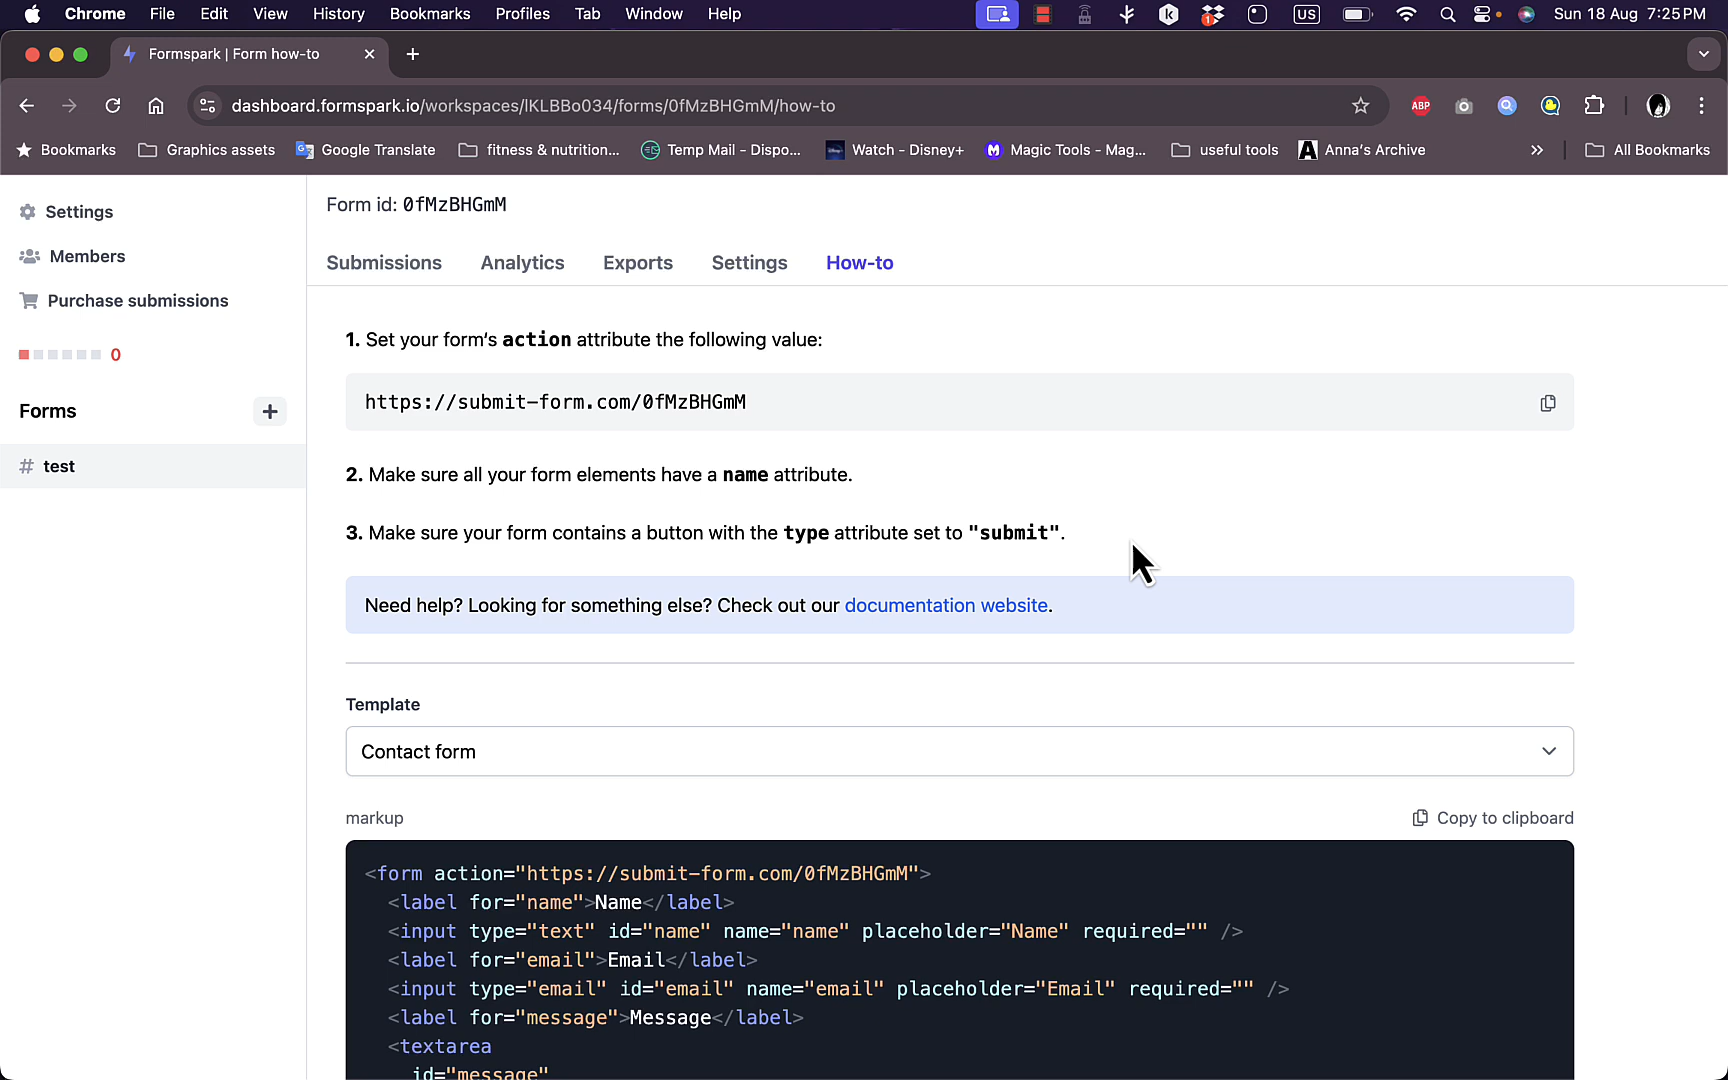 Chrome File Edit View History Bookmarks Profiles Tab Window Help US Sun 18 Aug 7:25 PM
Formspark | Form how-to
dashboard.formspark.io/workspaces/lKLBBo034/forms/0fMzBHGmM/how-to ABP
Bookmarks Graphics assets Google Translate fitness & nutrition... Temp Mail - Dispo... Watch - Disney+ Magic Tools - Mag... useful tools Anna's Archive All Bookmarks
Settings
Members
Purchase submissions
0
Forms
# test
Form id: 0fMzBHGmM
Submissions Analytics Exports Settings How-to
1. Set your form's action attribute the following value:
https://submit-form.com/0fMzBHGmM
2. Make sure all your form elements have a name attribute.
3. Make sure your form contains a button with the type attribute set to "submit".
Need help? Looking for something else? Check out our documentation website.
Template
Contact form
markup Copy to clipboard
<form action="https://submit-form.com/0fMzBHGmM">
<label for="name">Name</label>
<input type="text" id="name" name="name" placeholder="Name" required="" />
<label for="email">Email</label>
<input type="email" id="email" name="email" placeholder="Email" required="" />
<label for="message">Message</label>
<textarea
id="message"